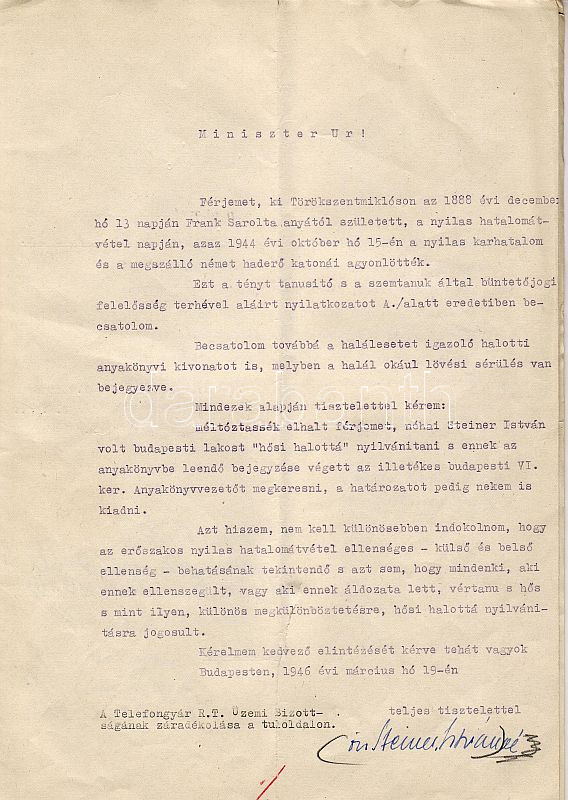 M i n i s z t e r  U r !
Férjemet, ki Törökszentmiklóson az 1888 évi december
hó 13 napján Frank Sarolta anyától született, a nyilas hatalomát-
vétel napján, azaz 1944 évi október hó 15-én a nyilas karhatalom
és a megszálló német haderő katonái agyonlötték.
Ezt a tényt tanusító s a szemtanuk által büntetőjogi
felelősség terhével aláirt nyilatkozatot A./alatt eredetiben be-
csatolom.
Becsatolom továbbá a halálesetet igazoló halotti
anyakönyvi kivonatot is, melyben a halál okául lövési sérülés van
bejegyezve.
Mindezek alapján tisztelettel kérem:
méltóztassék elhalt férjemet, néhai Steiner István
volt budapesti lakost "hősi halottá" nyilvánitani s ennek az
anyakönyvbe leendő bejegyzése végett az illetékes budapesti VI.
ker. Anyakönyvvezetőt megkeresni, a határozatot pedig nekem is
kiadni.
Azt hiszem, nem kell különösebben indokolnom, hogy
az erőszakos nyilas hatalomátvétel ellenséges - külső és belső
ellenség - behatásának tekintendő s azt sem, hogy mindenki, aki
ennek ellenszegült, vagy aki ennek áldozata lett, vértanu s hős
s mint ilyen, különös megkülönböztetésre, hősi halottá nyilváni-
tásra jogosult.
Kérelmem kedvező elintézését kérve tehát vagyok
Budapesten, 1946 évi március hó 19-én
teljes tisztelettel
A Telefongyár R.T. Üzemi Bizott-
ságának záradékolása a tuloldalon.
özv Steiner Istvánné
darabanth